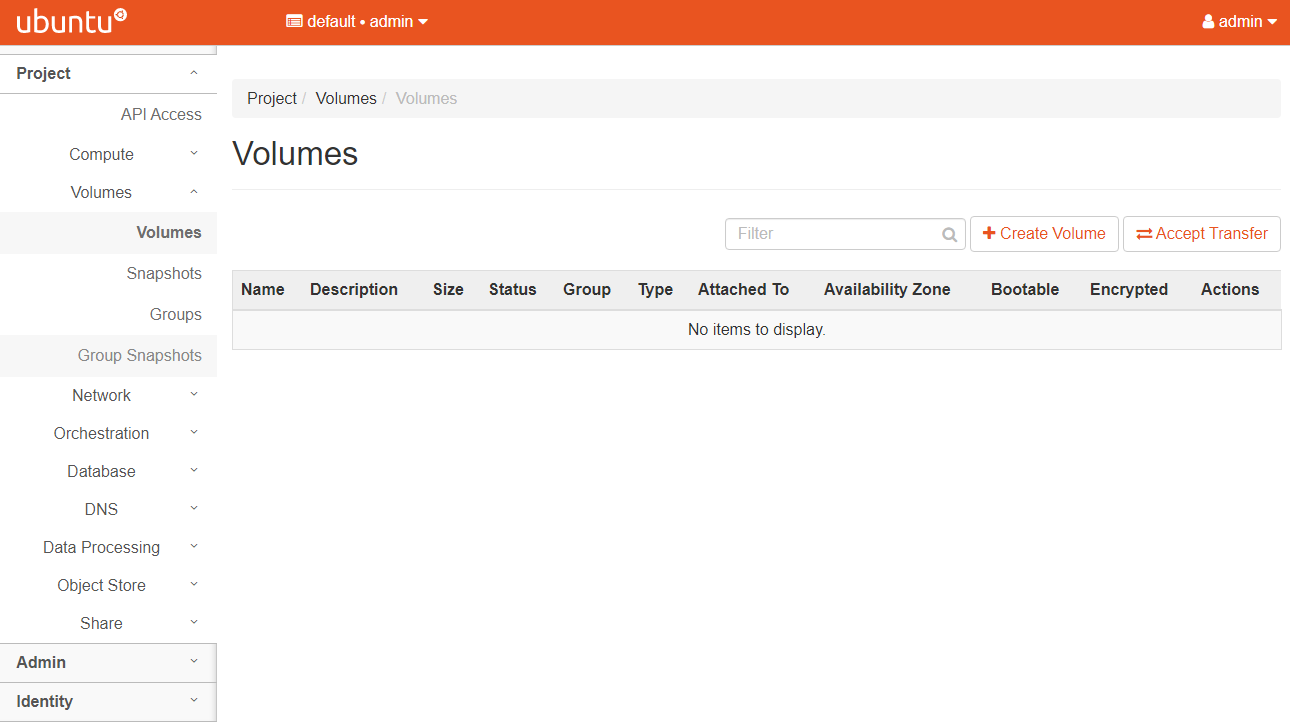 ubuntu
default • admin
admin
Project
API Access
Compute
Volumes
Volumes
Snapshots
Groups
Group Snapshots
Network
Orchestration
Database
DNS
Data Processing
Object Store
Share
Admin
Identity
Project / Volumes / Volumes
Volumes
Filter Create Volume Accept Transfer
Name Description Size Status Group Type Attached To Availability Zone Bootable Encrypted Actions
No items to display.